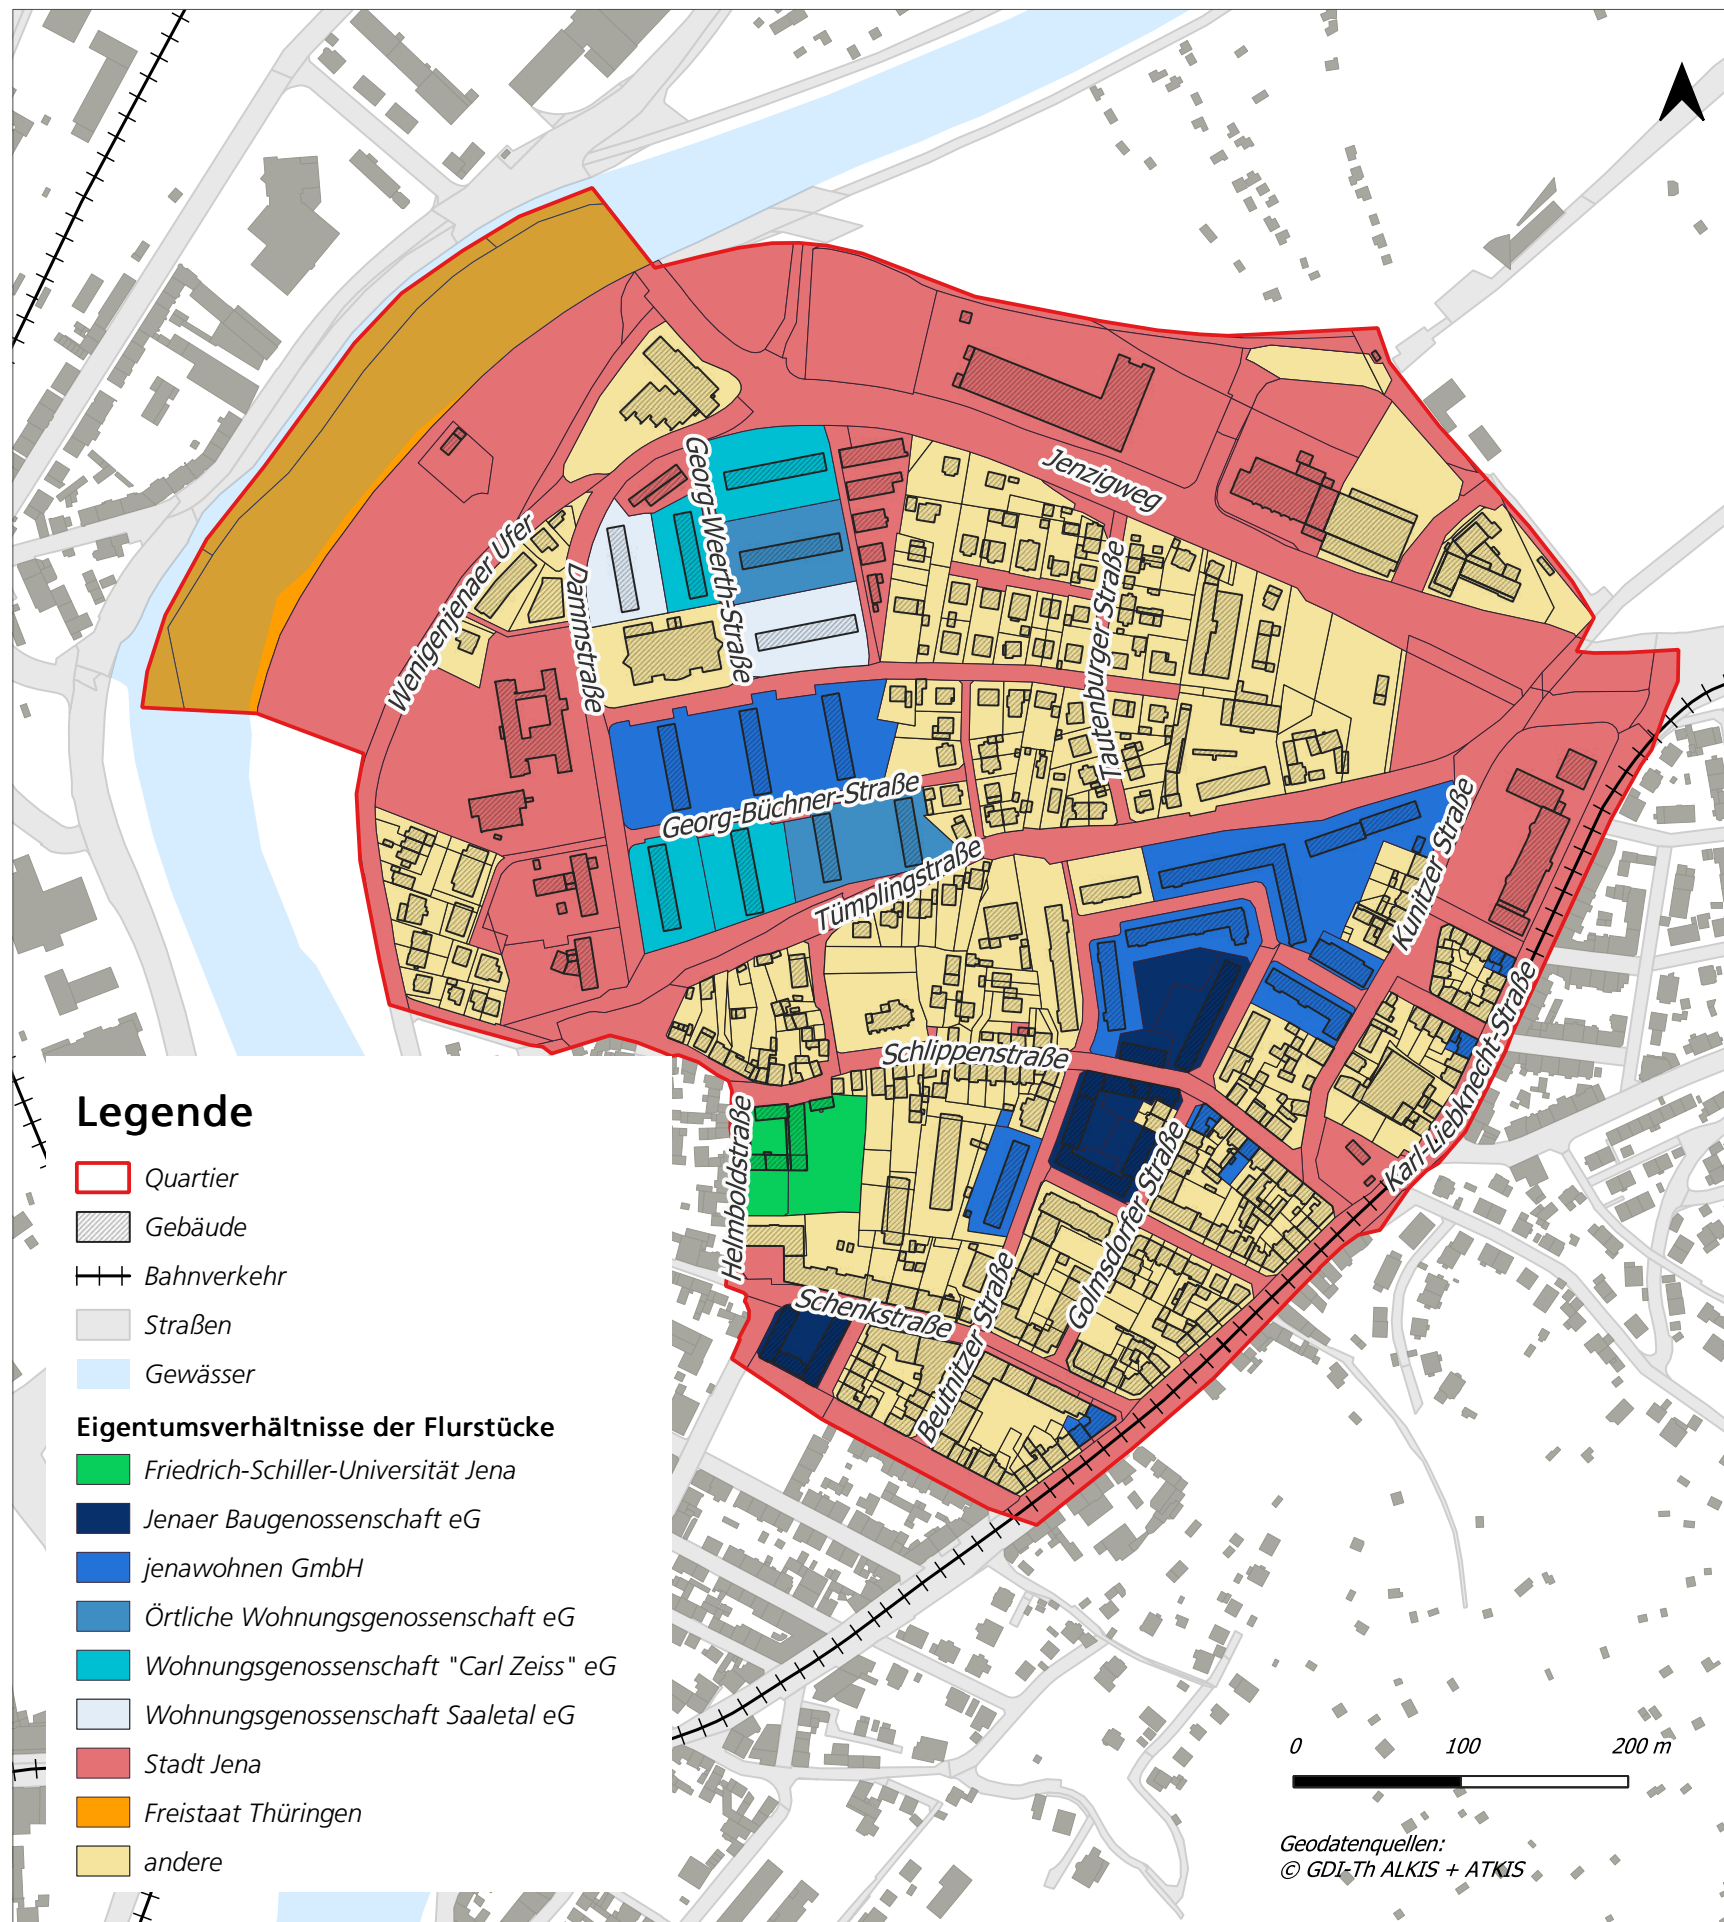 Jenzigweg
Georg-Weerth-Straße
Wenigenjenaer Ufer
Dammstraße
Tautenburger Straße
Georg-Büchner-Straße
Tümplingstraße
Kunitzer Straße
Karl-Liebknecht-Straße
Schlippenstraße
Helmboldstraße
Golmsdorfer Straße
Schenkstraße
Beutnitzer Straße
Legende
Quartier
Gebäude
Bahnverkehr
Straßen
Gewässer
Eigentumsverhältnisse der Flurstücke
Friedrich-Schiller-Universität Jena
Jenaer Baugenossenschaft eG
jenawohnen GmbH
Örtliche Wohnungsgenossenschaft eG
Wohnungsgenossenschaft "Carl Zeiss" eG
Wohnungsgenossenschaft Saaletal eG
Stadt Jena
Freistaat Thüringen
andere
0 100 200 m
Geodatenquellen:
© GDI-Th ALKIS + ATKIS